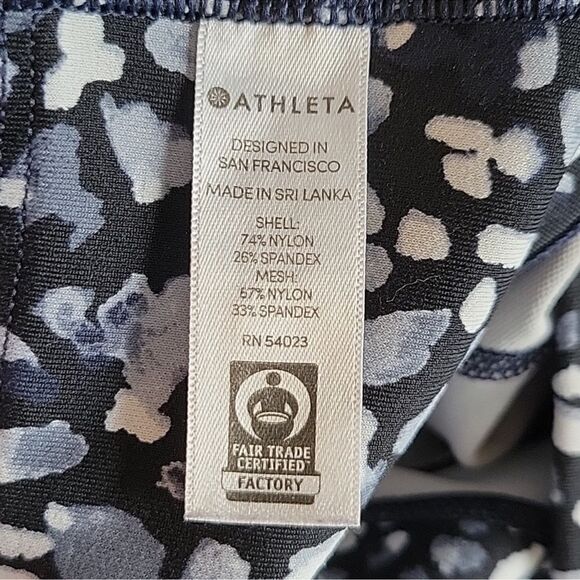 ATHLETA
DESIGNED IN
SAN FRANCISCO
MADE IN SRI LANKA
SHELL:
74% NYLON
26% SPANDEX
MESH:
67% NYLON
33% SPANDEX
RN 54023
FAIR TRADE
CERTIFIED
FACTORY